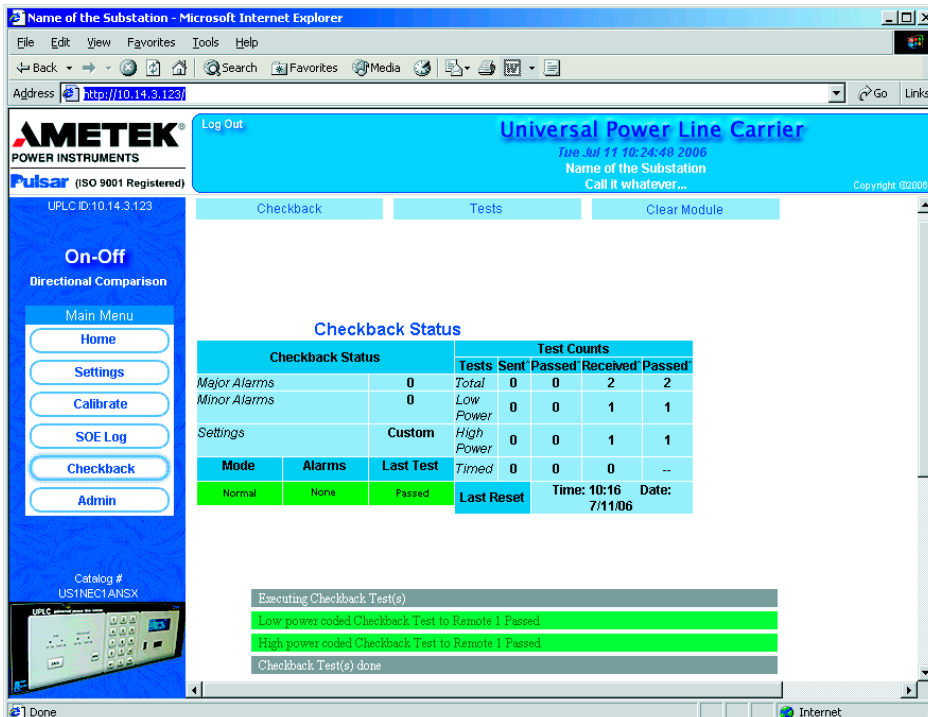 Name of the Substation - Microsoft Internet Explorer
File Edit View Favorites Tools Help
Back Search Favorites Media
Address http://10.14.3.123/ Go Links
AMETEK®
POWER INSTRUMENTS
Pulsar (ISO 9001 Registered)
Log Out
Universal Power Line Carrier
Tue Jul 11 10:24:48 2006
Name of the Substation
Call it whatever...
Copyright @2006
UPLC ID:10.14.3.123
On-Off
Directional Comparison
Main Menu
Home
Settings
Calibrate
SOE Log
Checkback
Admin
Catalog #
US1NEC1ANSX
UPLC
Checkback Tests Clear Module
Checkback Status
Checkback Status
Major Alarms 0
Minor Alarms 0
Settings Custom
Mode Alarms Last Test
Normal None Passed
Test Counts
Tests Sent* Passed* Received* Passed*
Total 0 0 2 2
Low Power 0 0 1 1
High Power 0 0 1 1
Timed 0 0 0 --
Last Reset Time: 10:16 Date:
7/11/06
Executing Checkback Test(s)
Low power coded Checkback Test to Remote 1 Passed
High power coded Checkback Test to Remote 1 Passed
Checkback Test(s) done
Done Internet